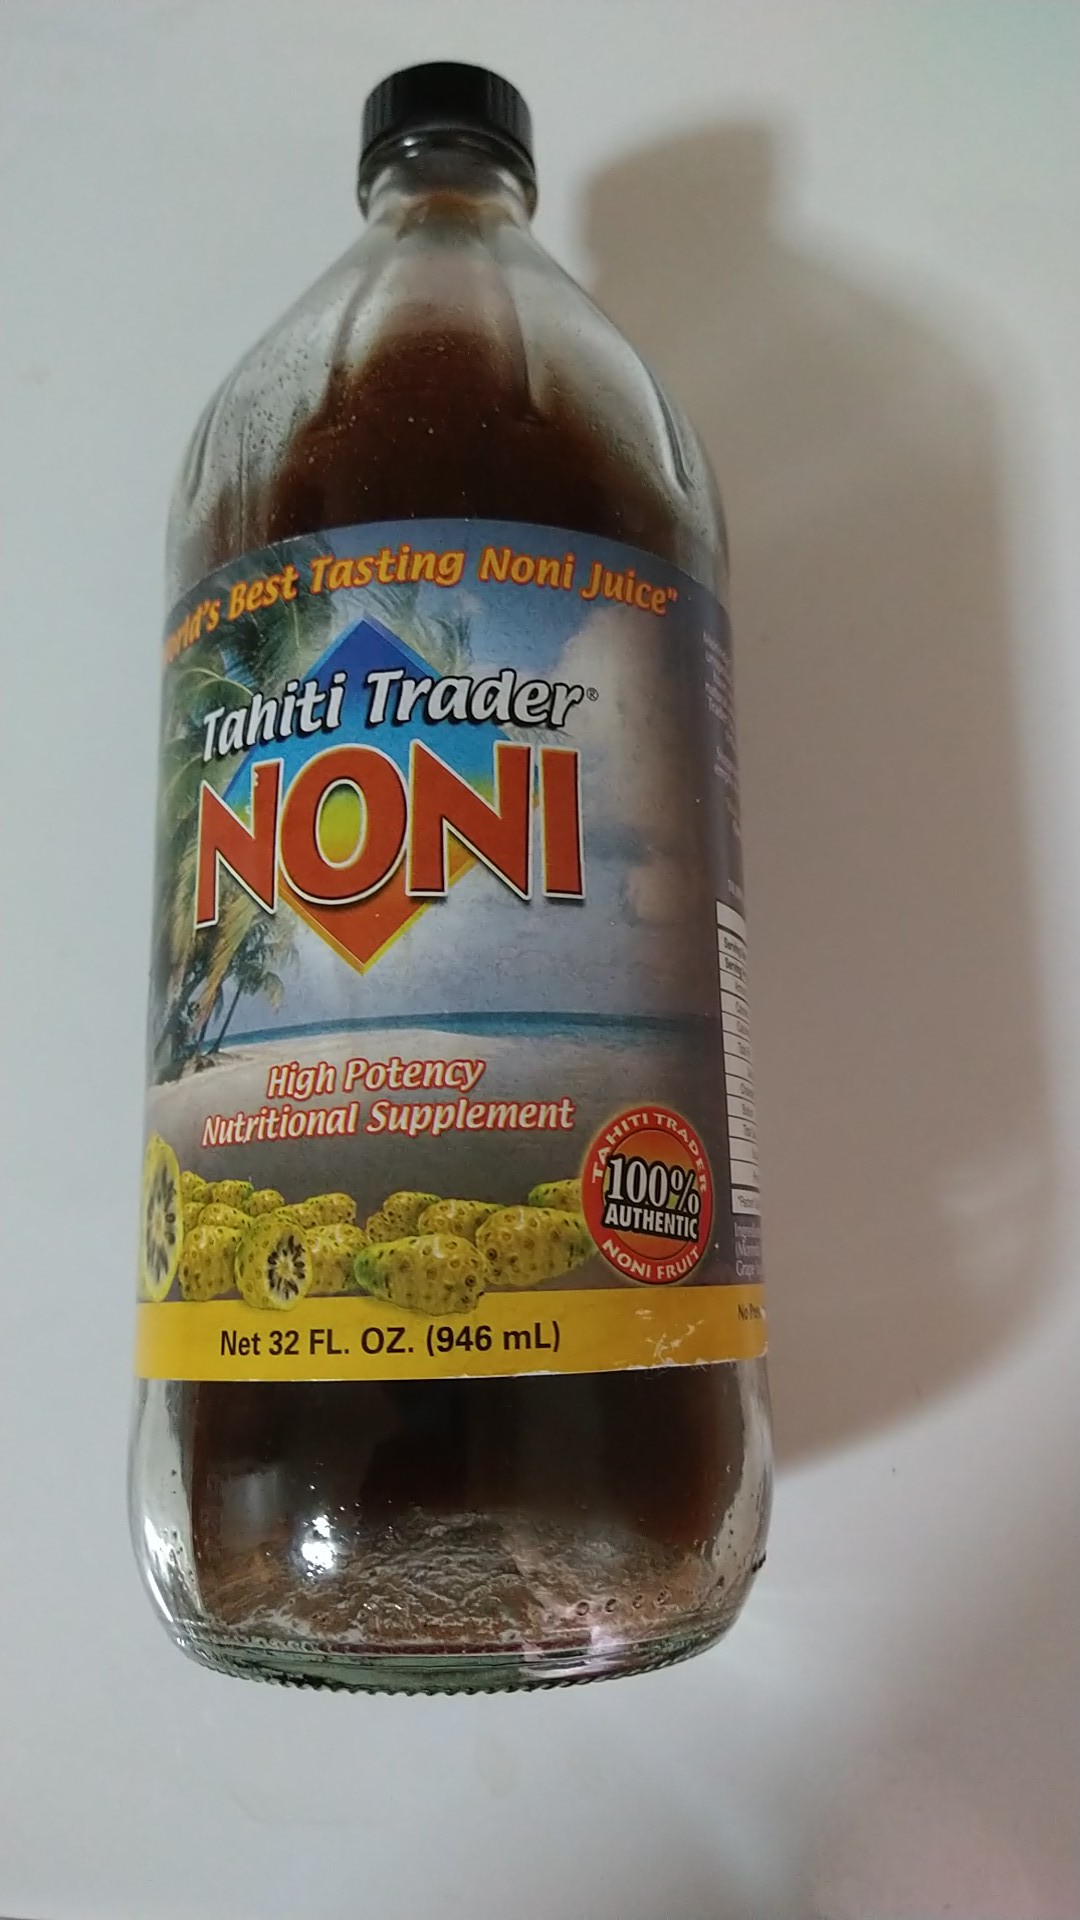 Best Tasting Noni Juice"
Tahiti Trader®
NONI
High Potency
Nutritional Supplement
TAHITI TRADER
100%
AUTHENTIC
NONI FRUIT
Net 32 FL. OZ. (946 mL)